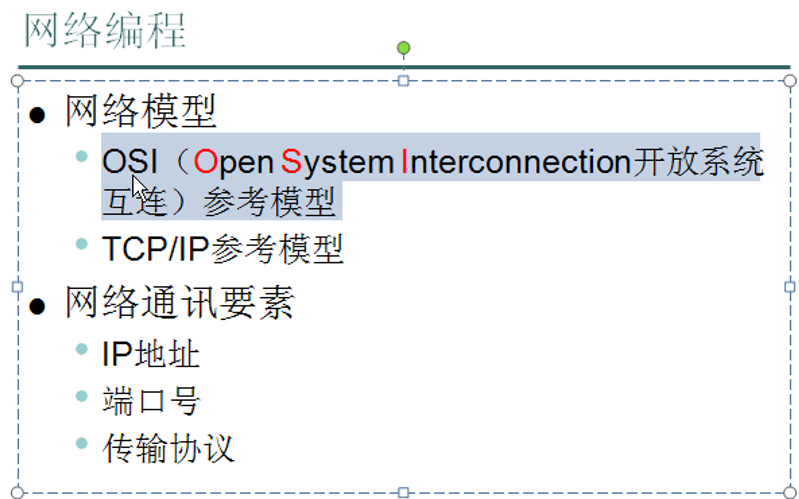 网络编程
网络模型
OSI（Open System Interconnection开放系统
互连）参考模型
TCP/IP参考模型
网络通讯要素
IP地址
端口号
传输协议